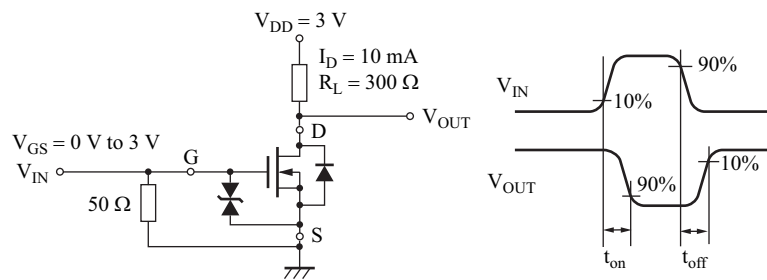 V_DD = 3 V
I_D = 10 mA
R_L = 300 Ω
V_OUT
D
V_GS = 0 V to 3 V
V_IN
G
50 Ω
S
V_IN
90%
10%
V_OUT
10%
90%
t_on
t_off